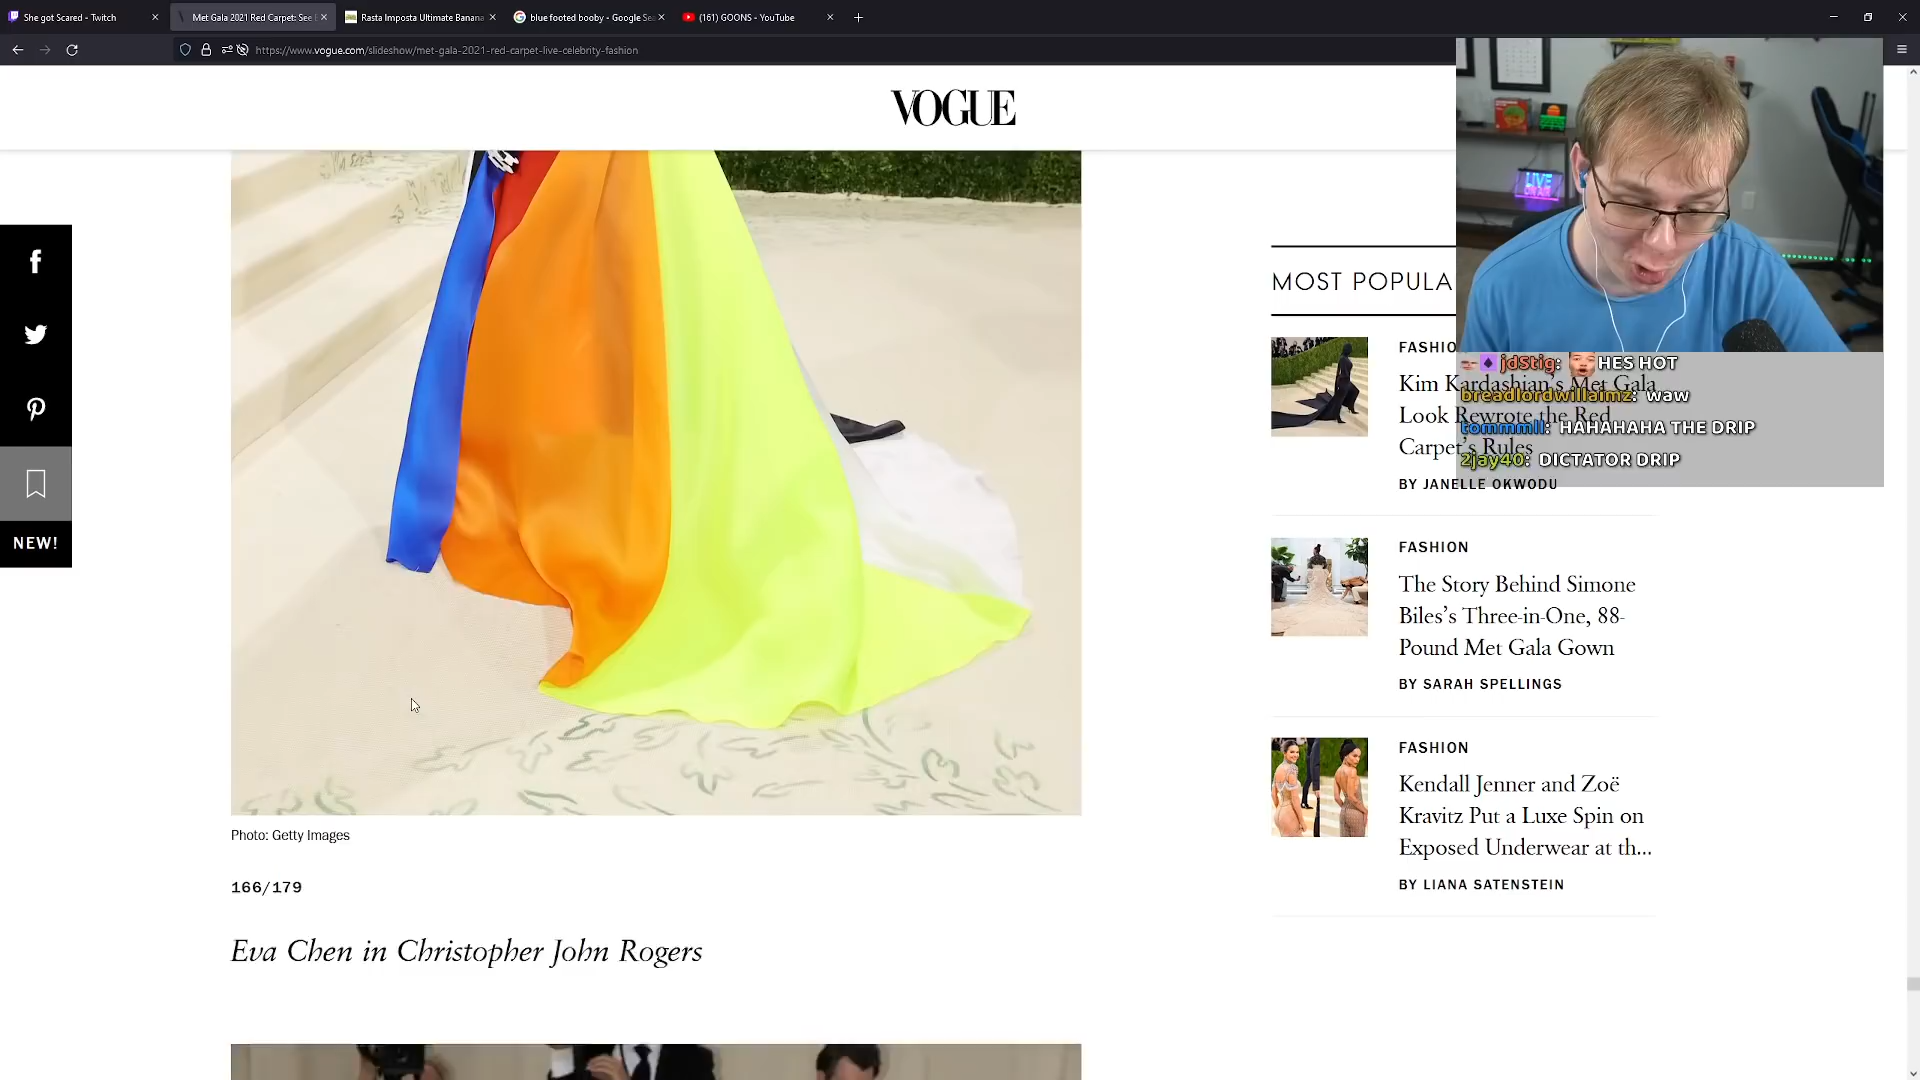 She got Scared - Twitch
Met Gala 2021 Red Carpet: See
Rasta Imposta Ultimate Banana
blue footed booby - Google Se
(161) GOONS - YouTube
https://www.vogue.com/slideshow/met-gala-2021-red-carpet-live-celebrity-fashion
VOGUE
LIVE
NEW!
MOST POPULA
FASHIO
Kim Kardashian's Met Gala
Look Rewrote the Red
Carpet's Rules
BY JANELLE OKWODU
jdStig: HES HOT
breadlordwillaimz: waw
tommmll: HAHAHAHA THE DRIP
2jay40: DICTATOR DRIP
FASHION
The Story Behind Simone
Biles's Three-in-One, 88-
Pound Met Gala Gown
BY SARAH SPELLINGS
FASHION
Kendall Jenner and Zoë
Kravitz Put a Luxe Spin on
Exposed Underwear at th...
BY LIANA SATENSTEIN
Photo: Getty Images
166/179
Eva Chen in Christopher John Rogers